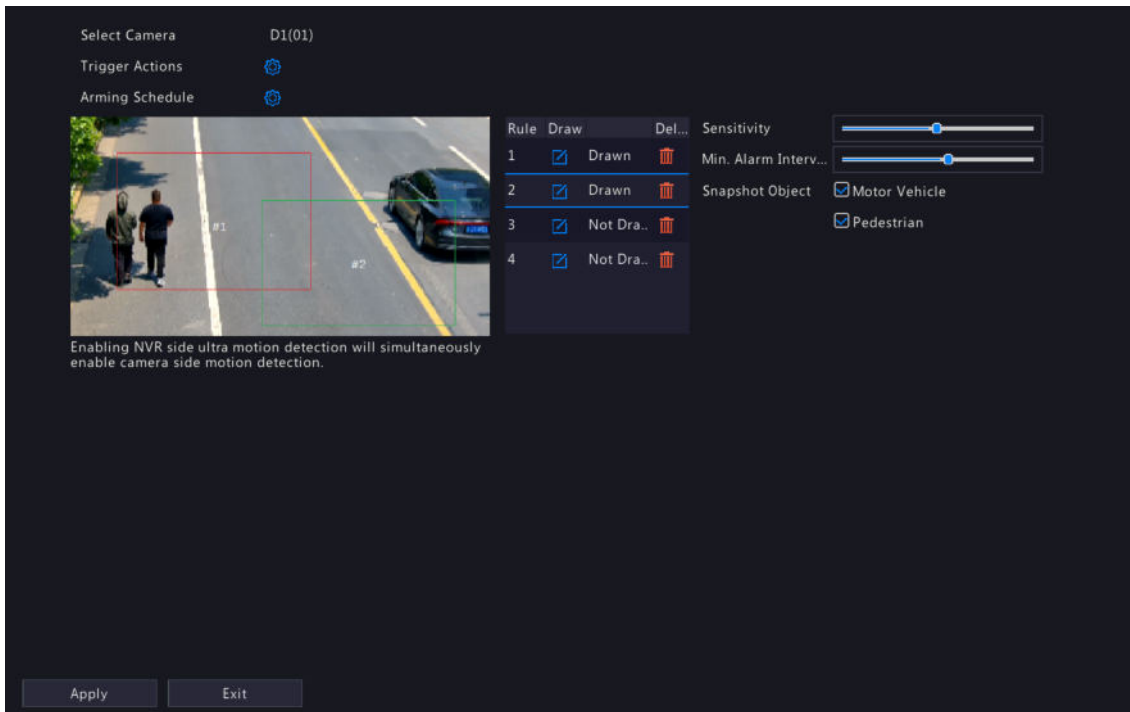 Select Camera D1(01)
Trigger Actions
Arming Schedule
#1
#2
Enabling NVR side ultra motion detection will simultaneously
enable camera side motion detection.
Rule Draw Del...
1 Drawn
2 Drawn
3 Not Dra..
4 Not Dra..
Sensitivity
Min. Alarm Interv...
Snapshot Object Motor Vehicle
Pedestrian
Apply Exit